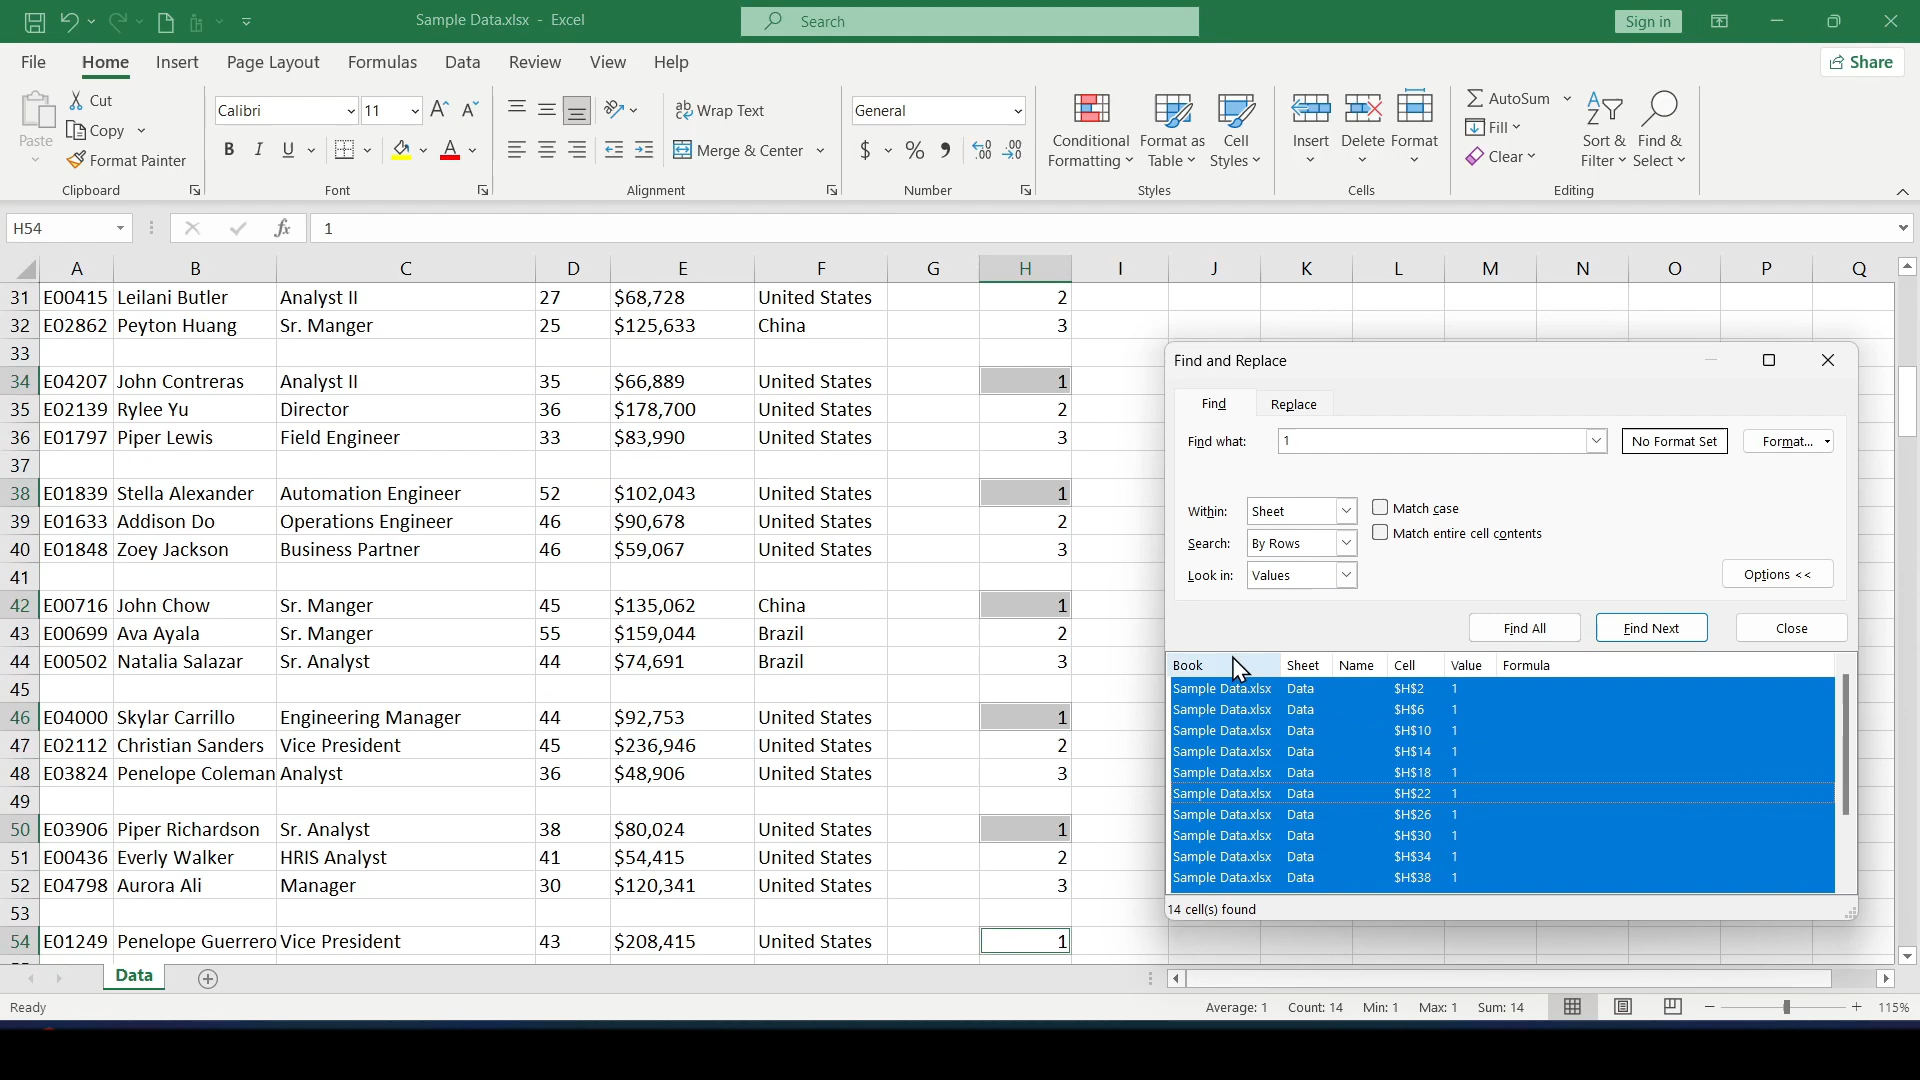 Sample Data.xlsx - Excel
Search
Sign in
File Home Insert Page Layout Formulas Data Review View Help
Share
Paste
Cut
Copy
Format Painter
Clipboard
Calibri 11
B I U
Font
Wrap Text
Merge & Center
Alignment
General
$ % ,
Number
Conditional Formatting
Format as Table
Cell Styles
Styles
Insert Delete Format
Cells
AutoSum
Fill
Clear
Sort & Filter
Find & Select
Editing
H54 fx 1
A B C D E F G H I J K L M N O P Q
31 E00415 Leilani Butler Analyst II 27 $68,728 United States 2
32 E02862 Peyton Huang Sr. Manger 25 $125,633 China 3
33
34 E04207 John Contreras Analyst II 35 $66,889 United States 1
35 E02139 Rylee Yu Director 36 $178,700 United States 2
36 E01797 Piper Lewis Field Engineer 33 $83,990 United States 3
37
38 E01839 Stella Alexander Automation Engineer 52 $102,043 United States 1
39 E01633 Addison Do Operations Engineer 46 $90,678 United States 2
40 E01848 Zoey Jackson Business Partner 46 $59,067 United States 3
41
42 E00716 John Chow Sr. Manger 45 $135,062 China 1
43 E00699 Ava Ayala Sr. Manger 55 $159,044 Brazil 2
44 E00502 Natalia Salazar Sr. Analyst 44 $74,691 Brazil 3
45
46 E04000 Skylar Carrillo Engineering Manager 44 $92,753 United States 1
47 E02112 Christian Sanders Vice President 45 $236,946 United States 2
48 E03824 Penelope Coleman Analyst 36 $48,906 United States 3
49
50 E03906 Piper Richardson Sr. Analyst 38 $80,024 United States 1
51 E00436 Everly Walker HRIS Analyst 41 $54,415 United States 2
52 E04798 Aurora Ali Manager 30 $120,341 United States 3
53
54 E01249 Penelope Guerrero Vice President 43 $208,415 United States 1
Find and Replace
Find Replace
Find what: 1 No Format Set Format...
Within: Sheet Match case
Match entire cell contents
Search: By Rows
Look in: Values Options <<
Find All Find Next Close
Book Sheet Name Cell Value Formula
Sample Data.xlsx Data $H$2 1
Sample Data.xlsx Data $H$6 1
Sample Data.xlsx Data $H$10 1
Sample Data.xlsx Data $H$14 1
Sample Data.xlsx Data $H$18 1
Sample Data.xlsx Data $H$22 1
Sample Data.xlsx Data $H$26 1
Sample Data.xlsx Data $H$30 1
Sample Data.xlsx Data $H$34 1
Sample Data.xlsx Data $H$38 1
14 cell(s) found
Data
Ready Average: 1 Count: 14 Min: 1 Max: 1 Sum: 14 115%